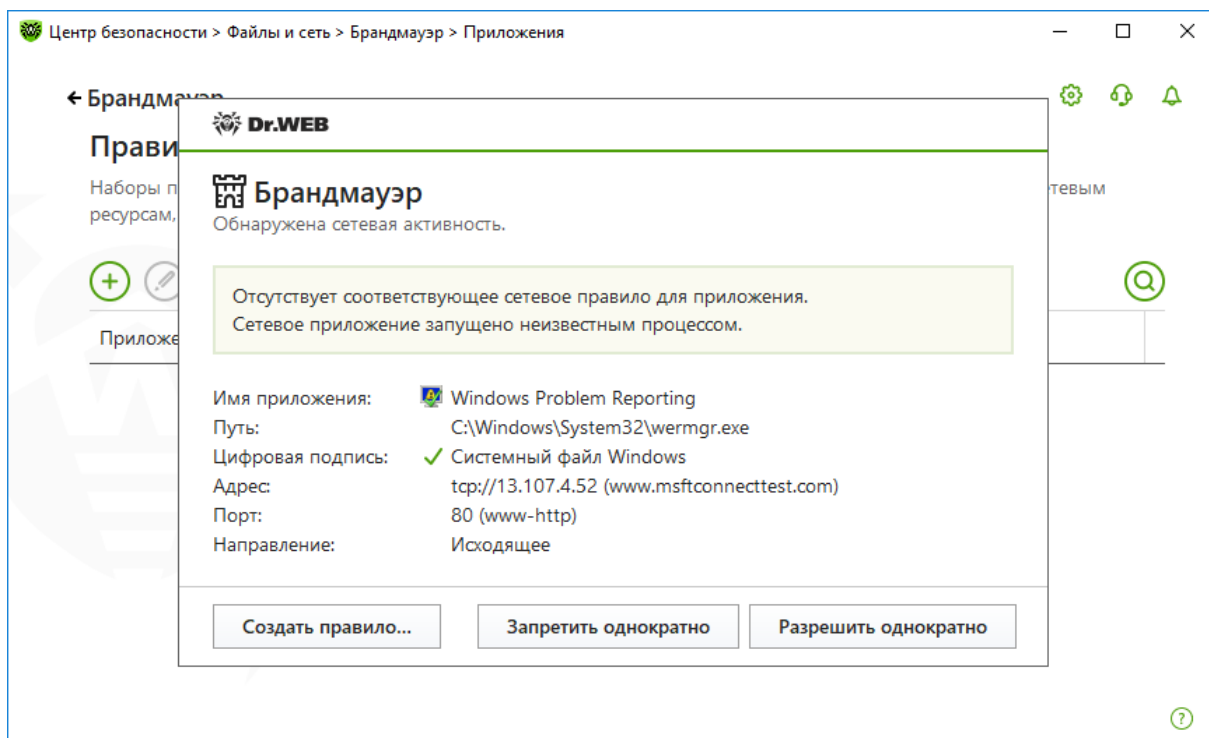 Центр безопасности > Файлы и сеть > Брандмауэр > Приложения
Брандмауэр
Прави
Наборы п
тевым
ресурсам,
Приложе
Dr.WEB
Брандмауэр
Обнаружена сетевая активность.
Отсутствует соответствующее сетевое правило для приложения.
Сетевое приложение запущено неизвестным процессом.
Имя приложения: Windows Problem Reporting
Путь: C:\Windows\System32\wermgr.exe
Цифровая подпись: Системный файл Windows
Адрес: tcp://13.107.4.52 (www.msftconnecttest.com)
Порт: 80 (www-http)
Направление: Исходящее
Создать правило... Запретить однократно Разрешить однократно